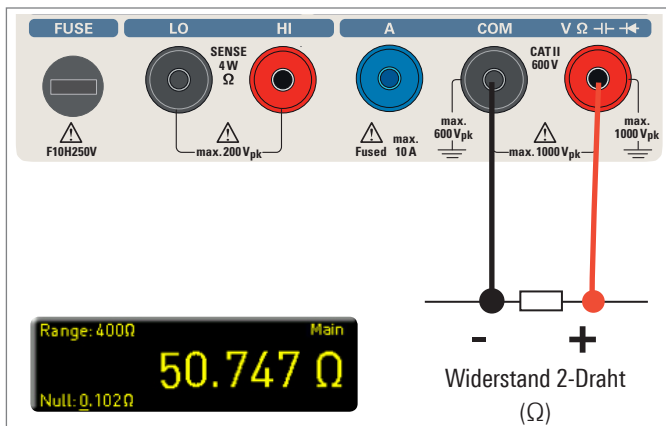 FUSE LO HI A COM V Ω ⊣⊢ ⊣◀
SENSE
4 W
Ω
CAT II
600 V
F10H250V
max. 200 Vpk
max.
Fused 10 A
max.
600 Vpk
max. 1000 Vpk
max.
1000 Vpk
Range: 400Ω Main
50.747 Ω
Null: 0.102Ω
- +
Widerstand 2-Draht
(Ω)